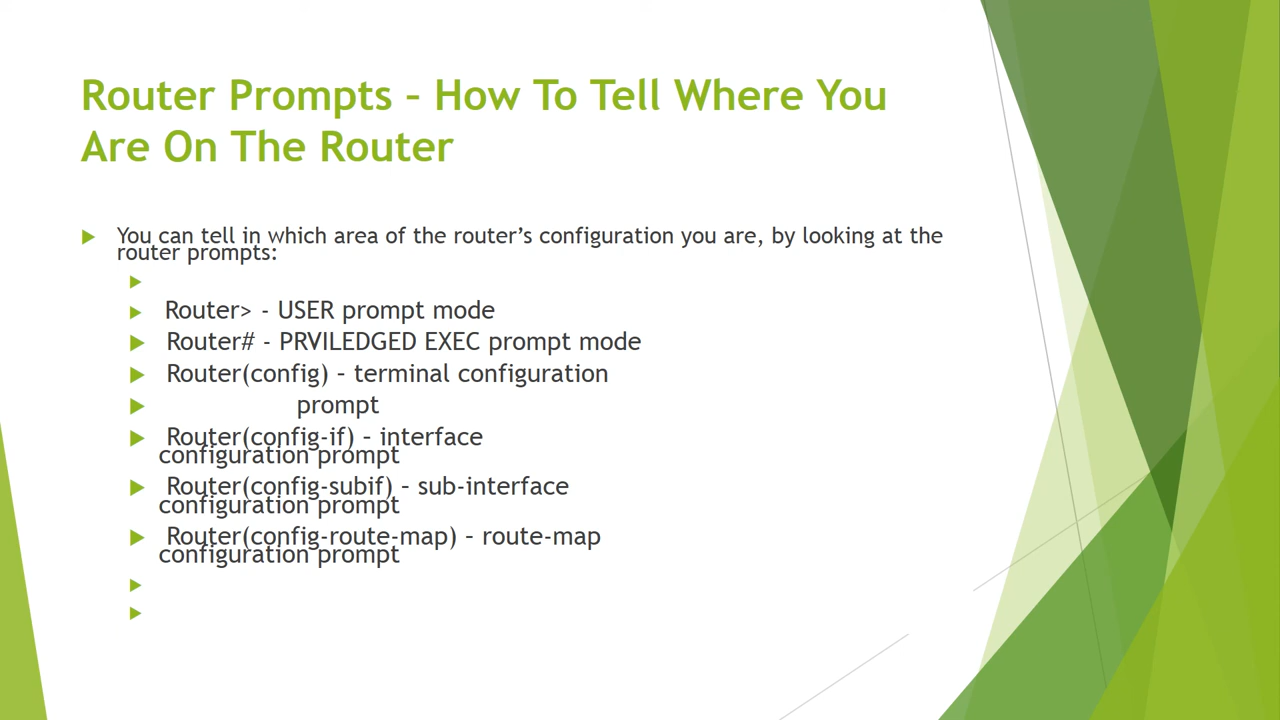 Router Prompts – How To Tell Where You
Are On The Router
You can tell in which area of the router’s configuration you are, by looking at the
router prompts:
Router> - USER prompt mode
Router# - PRVILEDGED EXEC prompt mode
Router(config) – terminal configuration
prompt
Router(config-if) – interface
configuration prompt
Router(config-subif) – sub-interface
configuration prompt
Router(config-route-map) – route-map
configuration prompt